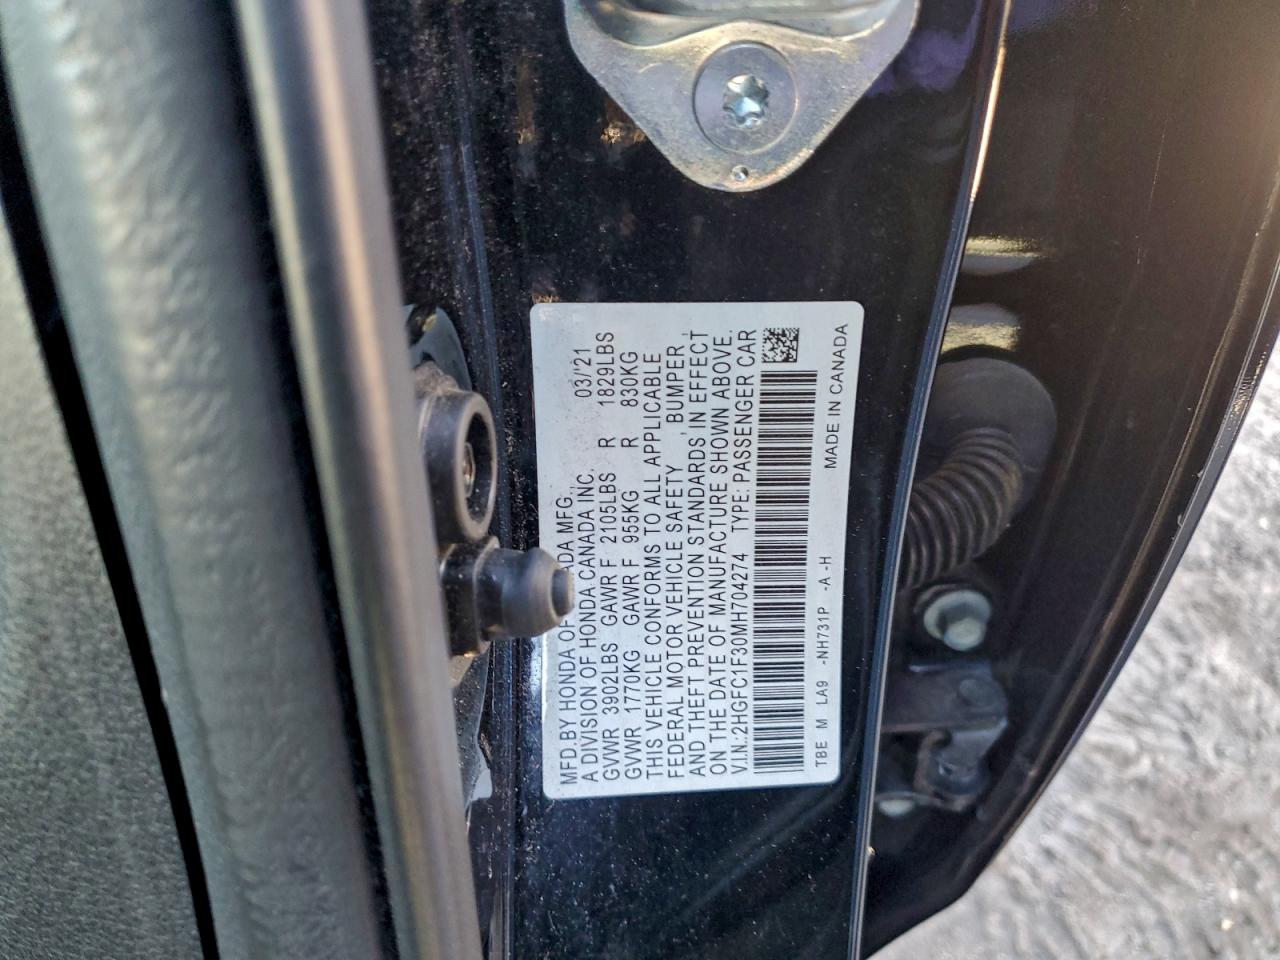 MFD.BY HONDA OF ADA MFG. 03/'21
A DIVISION OF HONDA CANADA INC.
GVWR 3902LBS GAWR F 2105LBS R 1829LBS
GVWR 1770KG GAWR F 955KG R 830KG
THIS VEHICLE CONFORMS TO ALL APPLICABLE
FEDERAL MOTOR VEHICLE SAFETY, BUMPER,
AND THEFT PREVENTION STANDARDS IN EFFECT
ON THE DATE OF MANUFACTURE SHOWN ABOVE.
V.I.N.:2HGFC1F30MH704274 TYPE: PASSENGER CAR
TBE M LA9 -NH731P -A -H MADE IN CANADA